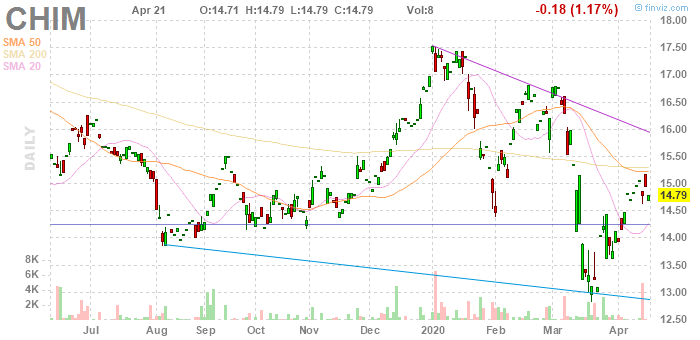 CHIM Apr 21 O:14.71 H:14.79 L:14.79 C:14.79 Vol:8 -0.18 (1.17%) © finviz.com
SMA 50
SMA 200
SMA 20
DAILY
18.00
17.50
17.00
16.50
16.00
15.50
15.00
14.79
14.50
14.00
13.50
13.00
12.50
8K
6K
4K
2K
Jul Aug Sep Oct Nov Dec 2020 Feb Mar Apr